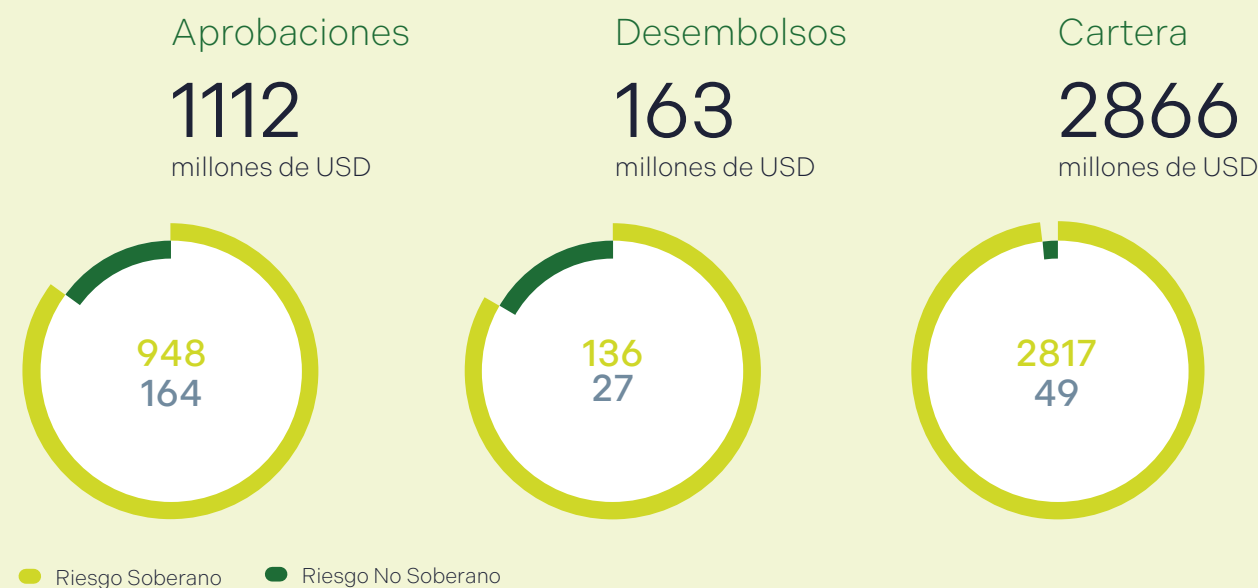 Aprobaciones
1112
millones de USD
948
164
Desembolsos
163
millones de USD
136
27
Cartera
2866
millones de USD
2817
49
Riesgo Soberano
Riesgo No Soberano